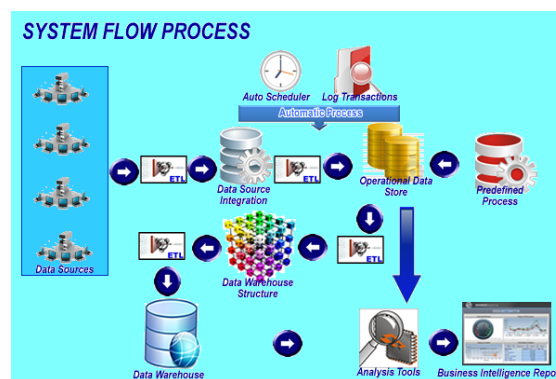 SYSTEM FLOW PROCESS
Auto Scheduler
Log Transactions
Automatic Process
ETL
ETL
Data Source
Integration
Operational Data
Store
Predefined
Process
Data Sources
ETL
ETL
Data Warehouse
Structure
Data Warehouse
Analysis Tools
Business Intelligence Repo